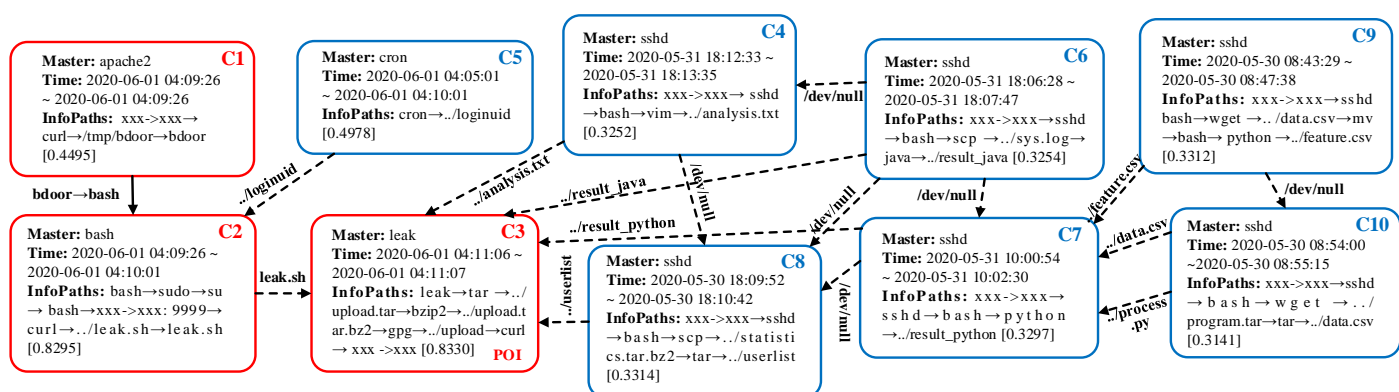 C1
Master: apache2
Time: 2020-06-01 04:09:26
~ 2020-06-01 04:09:26
InfoPaths: xxx->xxx→
curl→/tmp/bdoor→bdoor
[0.4495]
C5
Master: cron
Time: 2020-06-01 04:05:01
~ 2020-06-01 04:10:01
InfoPaths: cron→../loginuid
[0.4978]
C4
Master: sshd
Time: 2020-05-31 18:12:33 ~
2020-05-31 18:13:35
InfoPaths: xxx->xxx→ sshd
→bash→vim→../analysis.txt
[0.3252]
/dev/null
C6
Master: sshd
Time: 2020-05-31 18:06:28 ~
2020-05-31 18:07:47
InfoPaths: xxx->xxx→sshd
→bash→scp →../sys.log→
java→../result_java [0.3254]
C9
Master: sshd
Time: 2020-05-30 08:43:29 ~
2020-05-30 08:47:38
InfoPaths: xxx->xxx→sshd
bash→wget →../data.csv→mv
→bash→ python →../feature.csv
[0.3312]
bdoor→bash
../loginuid
../analysis.txt
/dev/null
../result_java
/dev/null
/dev/null
../feature.csv
/dev/null
C2
Master: bash
Time: 2020-06-01 04:09:26 ~
2020-06-01 04:10:01
InfoPaths: bash→sudo→su
→ bash→xxx->xxx: 9999→
curl→../leak.sh→leak.sh
[0.8295]
leak.sh
C3
Master: leak
Time: 2020-06-01 04:11:06 ~
2020-06-01 04:11:07
InfoPaths: leak→tar →../
upload.tar→bzip2→../upload.t
ar.bz2→gpg→../upload→curl
→ xxx ->xxx [0.8330]
POI
../result_python
../userlist
C8
Master: sshd
Time: 2020-05-30 18:09:52
~ 2020-05-30 18:10:42
InfoPaths: xxx->xxx→sshd
→bash→scp→../statisti
cs.tar.bz2→tar→../userlist
[0.3314]
/dev/null
C7
Master: sshd
Time: 2020-05-31 10:00:54
~ 2020-05-31 10:02:30
InfoPaths: xxx->xxx→
sshd→bash→python
→../result_python [0.3297]
../data.csv
../process
.py
C10
Master: sshd
Time: 2020-05-30 08:54:00
~2020-05-30 08:55:15
InfoPaths: xxx->xxx→sshd
→bash→wget →../
program.tar→tar→../data.csv
[0.3141]